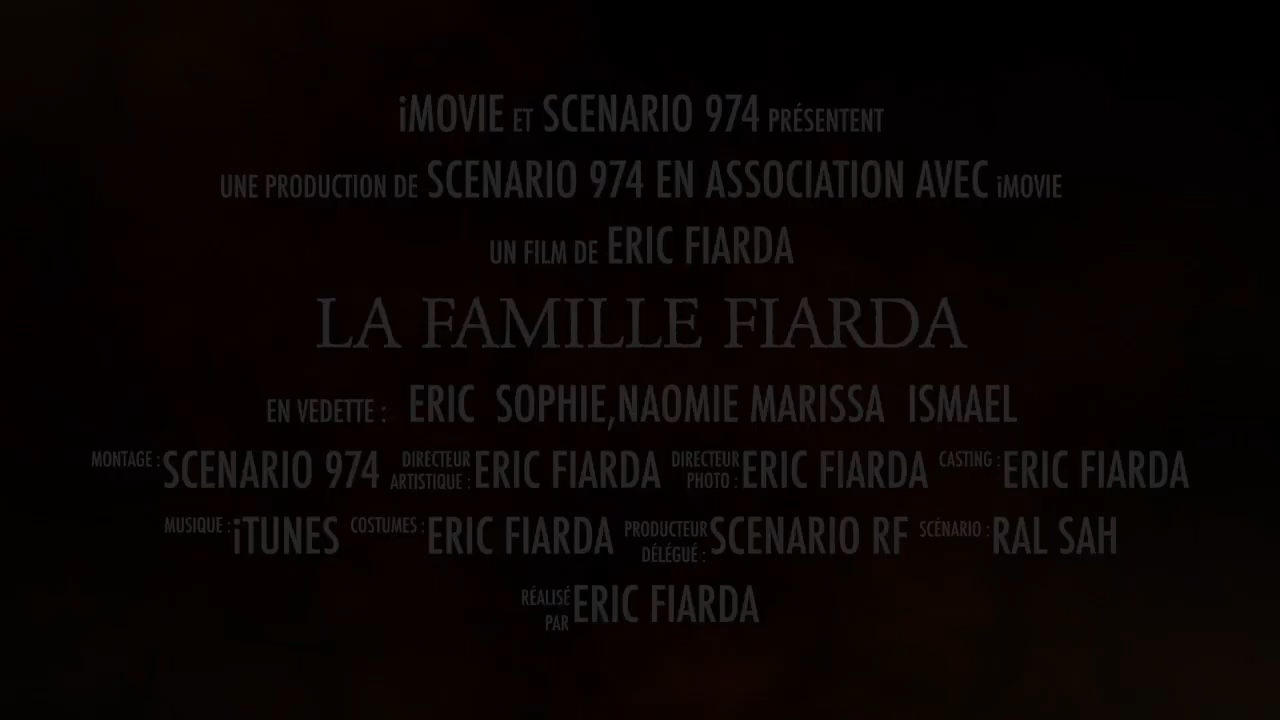 iMOVIE ET SCENARIO 974 PRÉSENTENT
UNE PRODUCTION DE SCENARIO 974 EN ASSOCIATION AVEC iMOVIE
UN FILM DE ERIC FIARDA
LA FAMILLE FIARDA
EN VEDETTE : ERIC SOPHIE,NAOMIE MARISSA ISMAEL
MONTAGE : SCENARIO 974 DIRECTEUR ARTISTIQUE : ERIC FIARDA DIRECTEUR PHOTO : ERIC FIARDA CASTING : ERIC FIARDA
MUSIQUE : iTUNES COSTUMES : ERIC FIARDA PRODUCTEUR DÉLÉGUÉ : SCENARIO RF SCÉNARIO : RAL SAH
RÉALISÉ PAR ERIC FIARDA